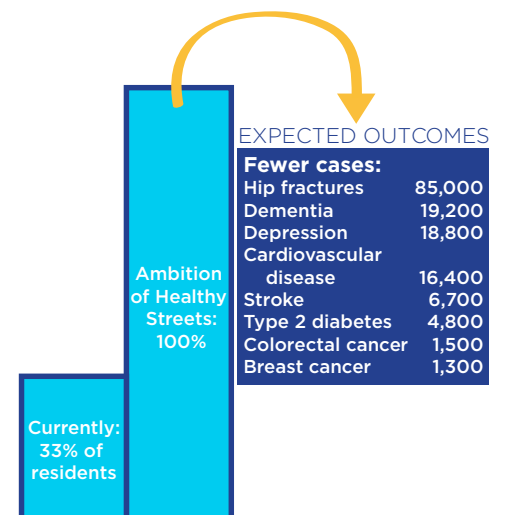 EXPECTED OUTCOMES
Fewer cases:
Hip fractures 85,000
Dementia 19,200
Depression 18,800
Cardiovascular
disease 16,400
Stroke 6,700
Type 2 diabetes 4,800
Colorectal cancer 1,500
Breast cancer 1,300
Ambition
of Healthy
Streets:
100%
Currently:
33% of
residents